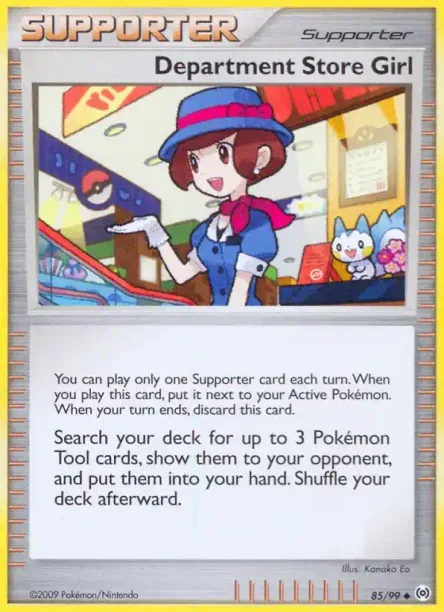 SUPPORTER
Supporter
Department Store Girl
You can play only one Supporter card each turn. When
you play this card, put it next to your Active Pokémon.
When your turn ends, discard this card.
Search your deck for up to 3 Pokémon
Tool cards, show them to your opponent,
and put them into your hand. Shuffle your
deck afterward.
Illus. Kanako Eo
©2009 Pokémon/Nintendo
85/99